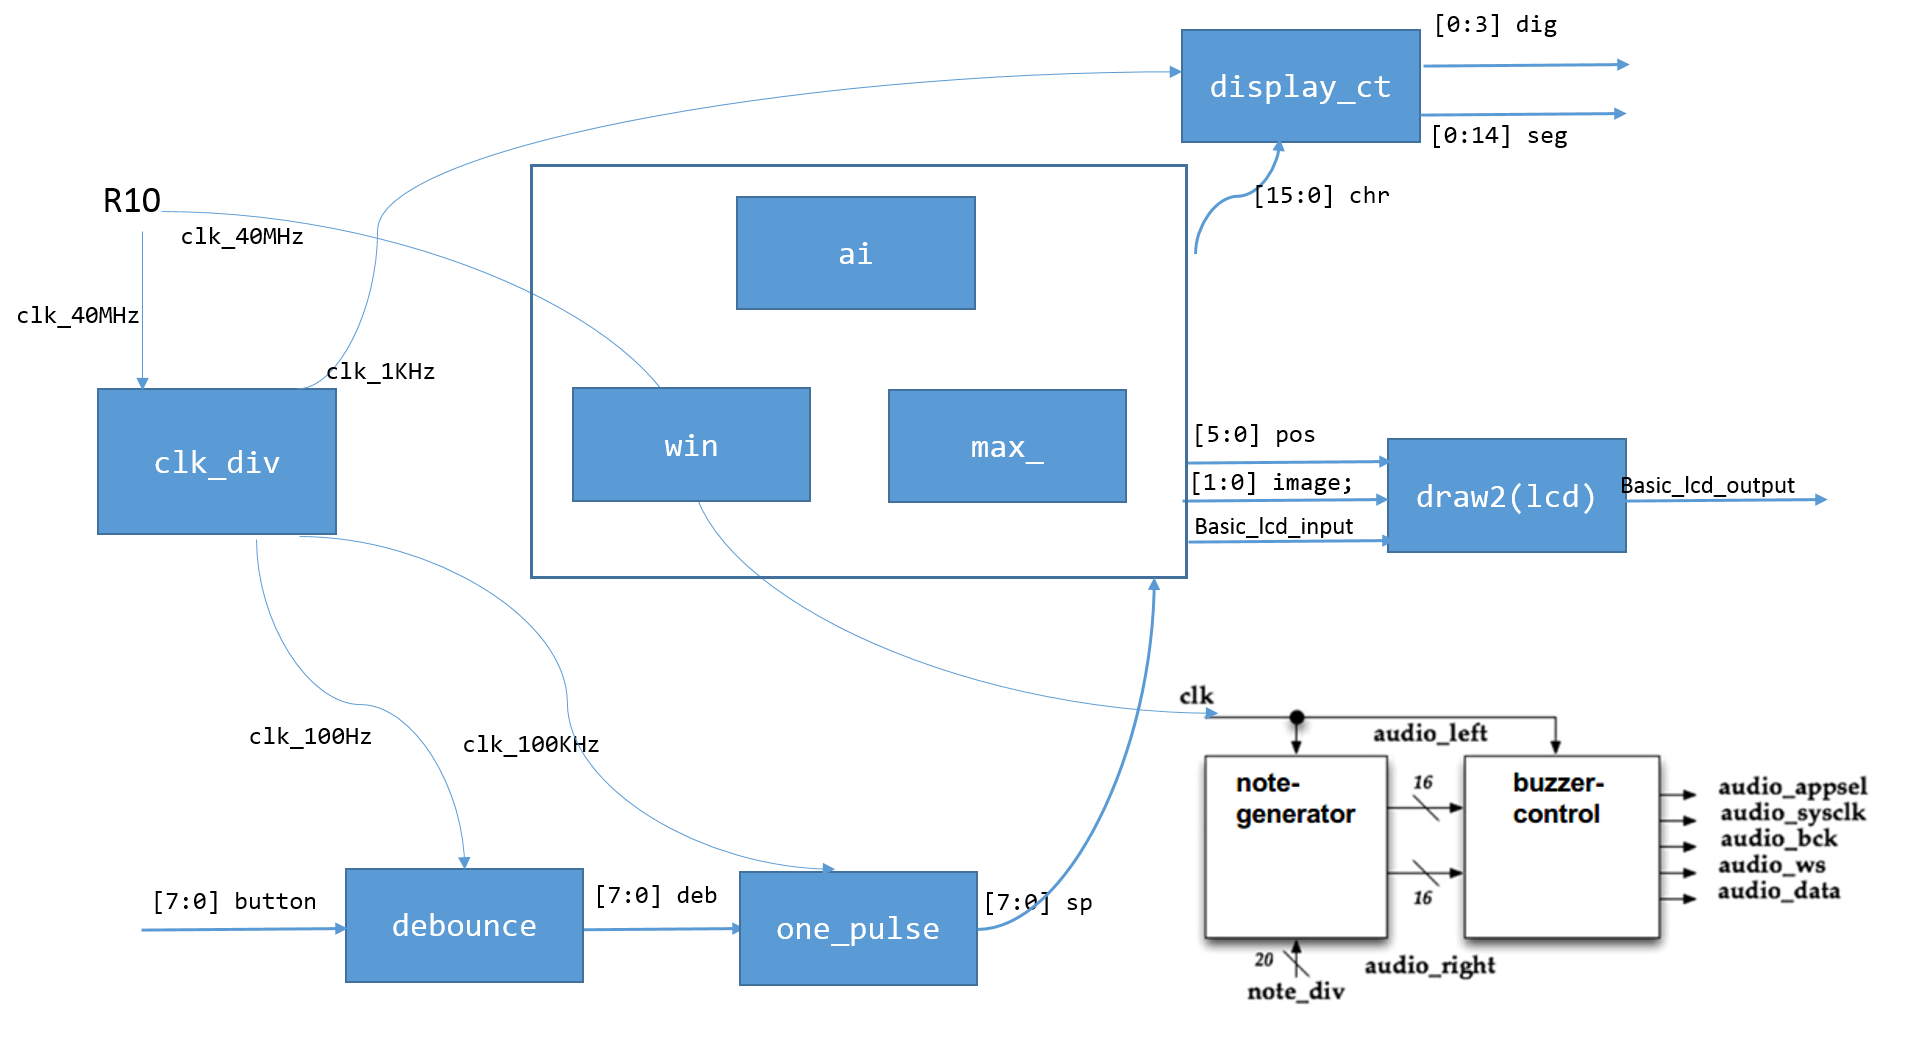 [0:3] dig
display_ct
[0:14] seg
[15:0] chr
R10
clk_40MHz
clk_40MHz
clk_1KHz
ai
win
max_
clk_div
[5:0] pos
[1:0] image;
Basic_lcd_input
draw2(lcd)
Basic_lcd_output
clk_100Hz
clk_100KHz
[7:0] button
debounce
[7:0] deb
one_pulse
[7:0] sp
clk
audio_left
note-
generator
16
16
buzzer-
control
audio_appsel
audio_sysclk
audio_bck
audio_ws
audio_data
20
note_div
audio_right